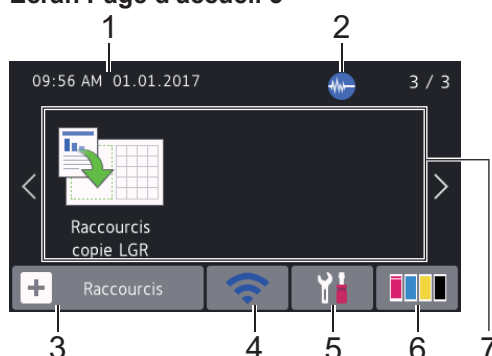 Écran Page d'accueil 3
1 2
09:56 AM 01.01.2017 3 / 3
Raccourcis
copie LGR
Raccourcis
3 4 5 6 7